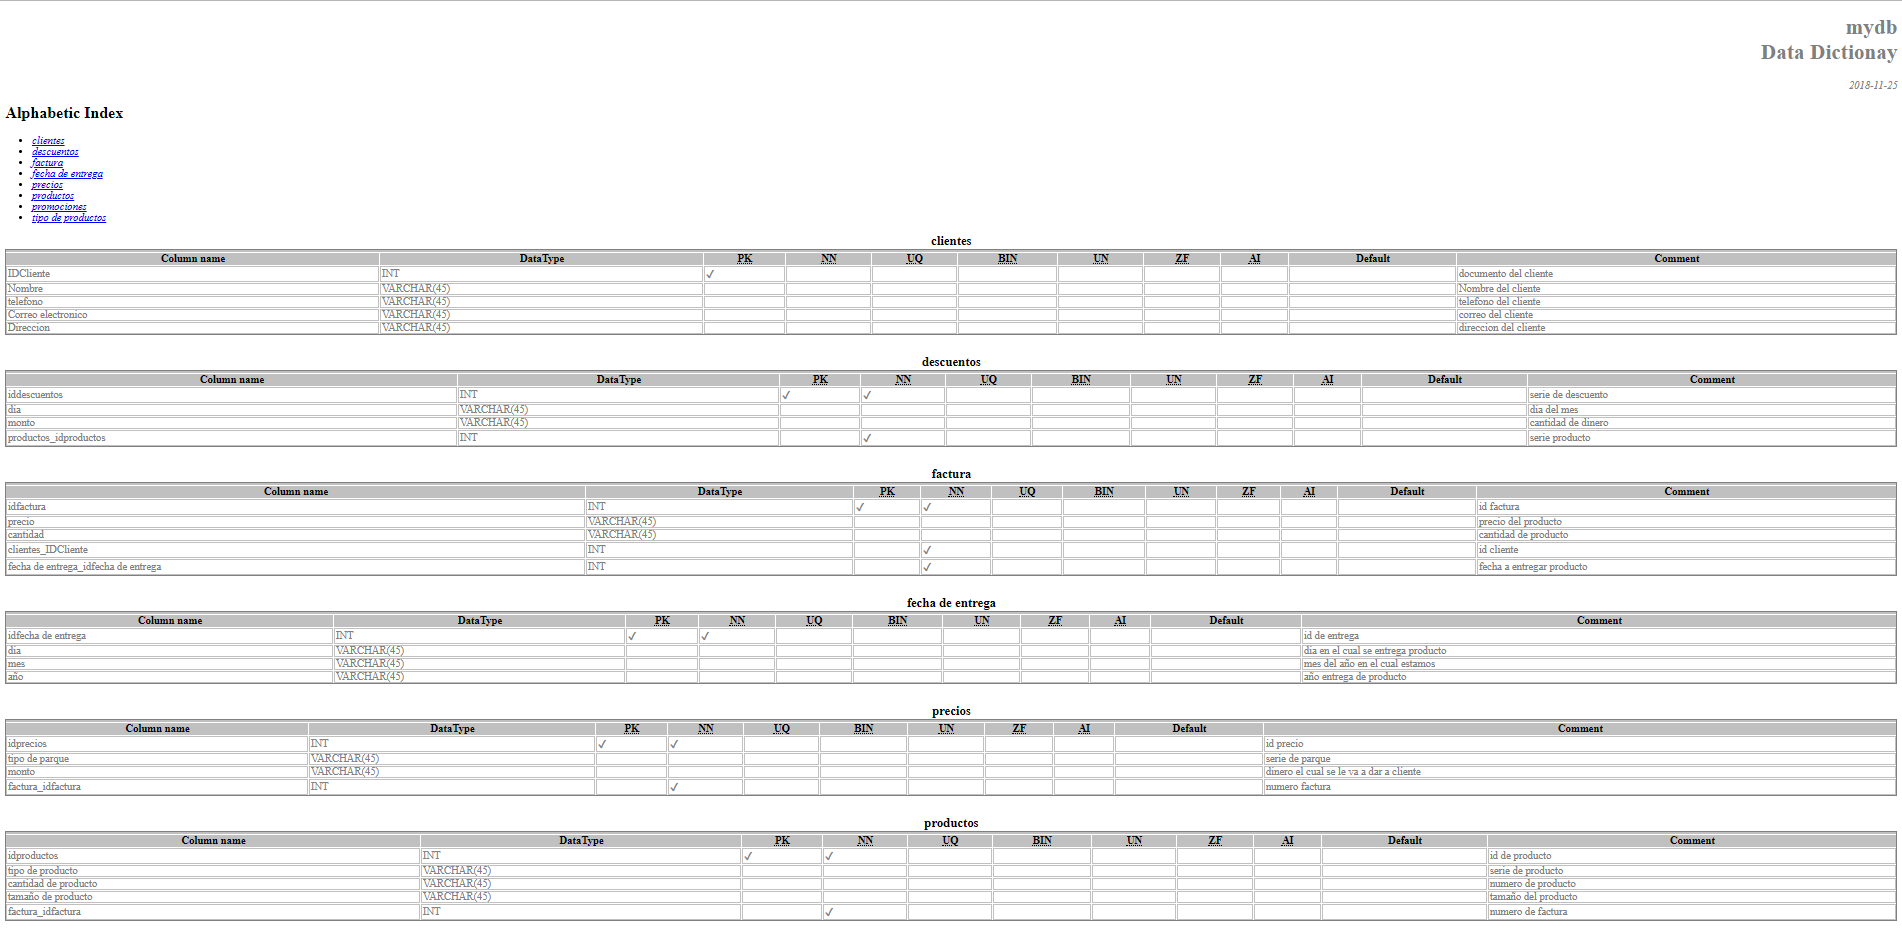 mydb
Data Dictionay
2018-11-25
Alphabetic Index
clientes
descuentos
factura
fecha de entrega
precios
productos
promociones
tipo de productos
clientes
Column name DataType PK NN UQ BIN UN ZF AI Default Comment
IDCliente INT ✓ documento del cliente
Nombre VARCHAR(45) Nombre del cliente
telefono VARCHAR(45) telefono del cliente
Correo electronico VARCHAR(45) correo del cliente
Direccion VARCHAR(45) direccion del cliente
descuentos
Column name DataType PK NN UQ BIN UN ZF AI Default Comment
iddescuentos INT ✓ ✓ serie de descuento
dia VARCHAR(45) dia del mes
monto VARCHAR(45) cantidad de dinero
productos_idproductos INT ✓ serie producto
factura
Column name DataType PK NN UQ BIN UN ZF AI Default Comment
idfactura INT ✓ ✓ id factura
precio VARCHAR(45) precio del producto
cantidad VARCHAR(45) cantidad de producto
clientes_IDCliente INT ✓ id cliente
fecha de entrega_idfecha de entrega INT ✓ fecha a entregar producto
fecha de entrega
Column name DataType PK NN UQ BIN UN ZF AI Default Comment
idfecha de entrega INT ✓ ✓ id de entrega
dia VARCHAR(45) dia en el cual se entrega producto
mes VARCHAR(45) mes del año en el cual estamos
año VARCHAR(45) año entrega de producto
precios
Column name DataType PK NN UQ BIN UN ZF AI Default Comment
idprecios INT ✓ ✓ id precio
tipo de parque VARCHAR(45) serie de parque
monto VARCHAR(45) dinero el cual se le va a dar a cliente
factura_idfactura INT ✓ numero factura
productos
Column name DataType PK NN UQ BIN UN ZF AI Default Comment
idproductos INT ✓ ✓ id de producto
tipo de producto VARCHAR(45) serie de producto
cantidad de producto VARCHAR(45) numero de producto
tamaño de producto VARCHAR(45) tamaño del producto
factura_idfactura INT ✓ numero de factura